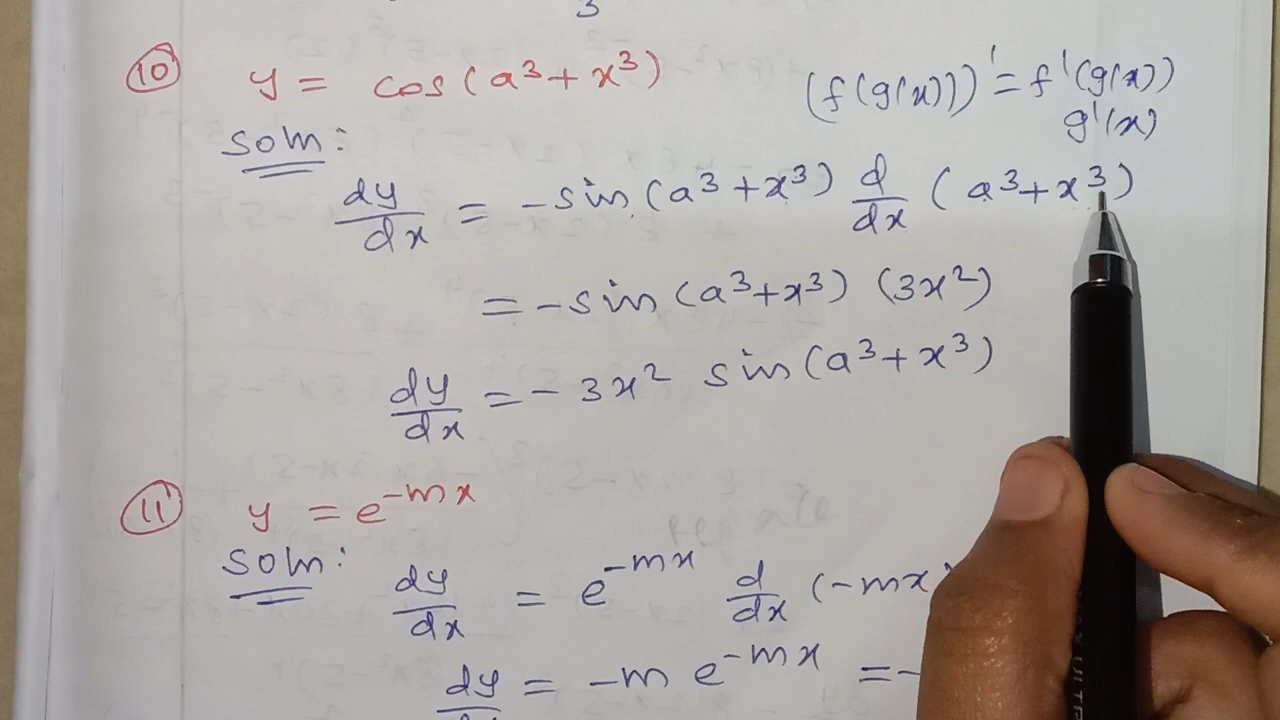 3
⑩ y = cos(a³+x³)
(f(g(x)))' = f'(g(x))
g'(x)
Soln:
dy/dx = -sin(a³+x³) d/dx (a³+x³)
= -sin(a³+x³) (3x²)
dy/dx = -3x² sin(a³+x³)
⑪ y = e^-mx
Soln:
dy/dx = e^-mx d/dx (-mx
dy = -m e^-mx = -